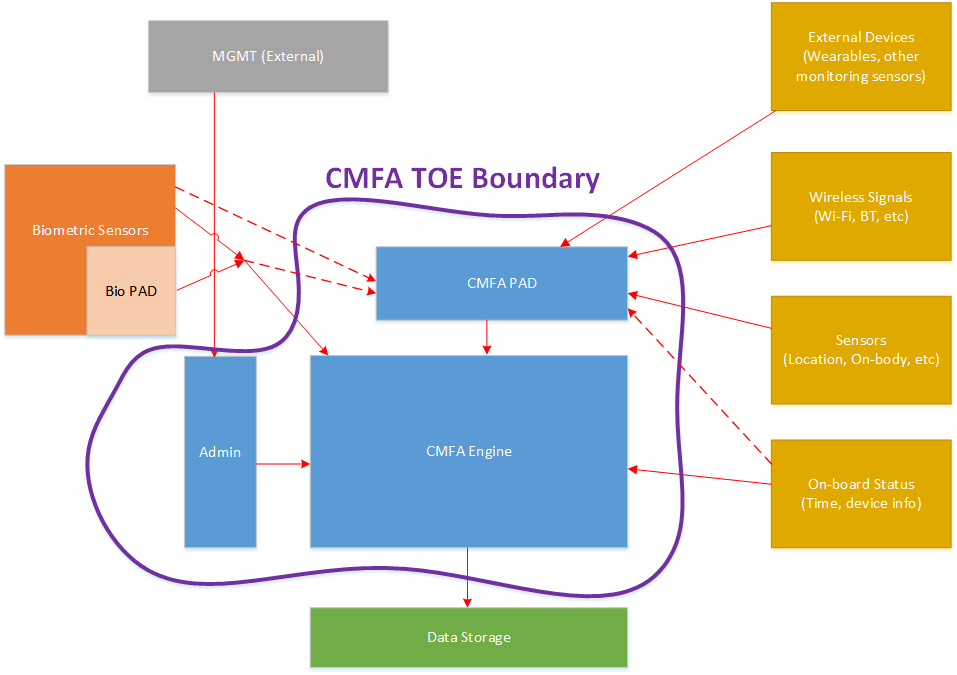 MGMT (External)
External Devices
(Wearables, other
monitoring sensors)
CMFA TOE Boundary
Wireless Signals
(Wi-Fi, BT, etc)
Biometric Sensors
Bio PAD
CMFA PAD
Sensors
(Location, On-body, etc)
Admin
CMFA Engine
On-board Status
(Time, device info)
Data Storage